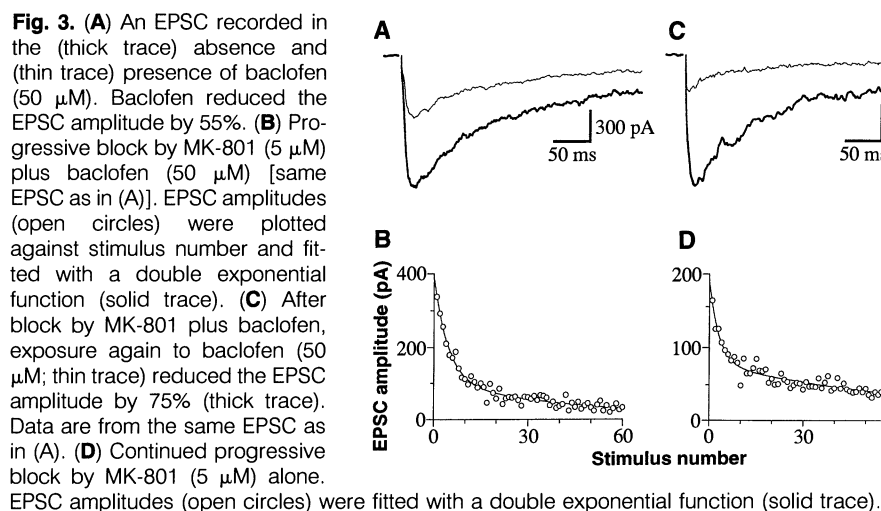 Fig. 3. (A) An EPSC recorded in
the (thick trace) absence and
(thin trace) presence of baclofen
(50 μM). Baclofen reduced the
EPSC amplitude by 55%. (B) Pro-
gressive block by MK-801 (5 μM)
plus baclofen (50 μM) [same
EPSC as in (A)]. EPSC amplitudes
(open circles) were plotted
against stimulus number and fit-
ted with a double exponential
function (solid trace). (C) After
block by MK-801 plus baclofen,
exposure again to baclofen (50
μM; thin trace) reduced the EPSC
amplitude by 75% (thick trace).
Data are from the same EPSC as
in (A). (D) Continued progressive
block by MK-801 (5 μM) alone.
EPSC amplitudes (open circles) were fitted with a double exponential function (solid trace).
A
300 pA
50 ms
C
50 ms
B
EPSC amplitude (pA)
400
200
0
0 30 60
D
200
100
0
0 30
Stimulus number